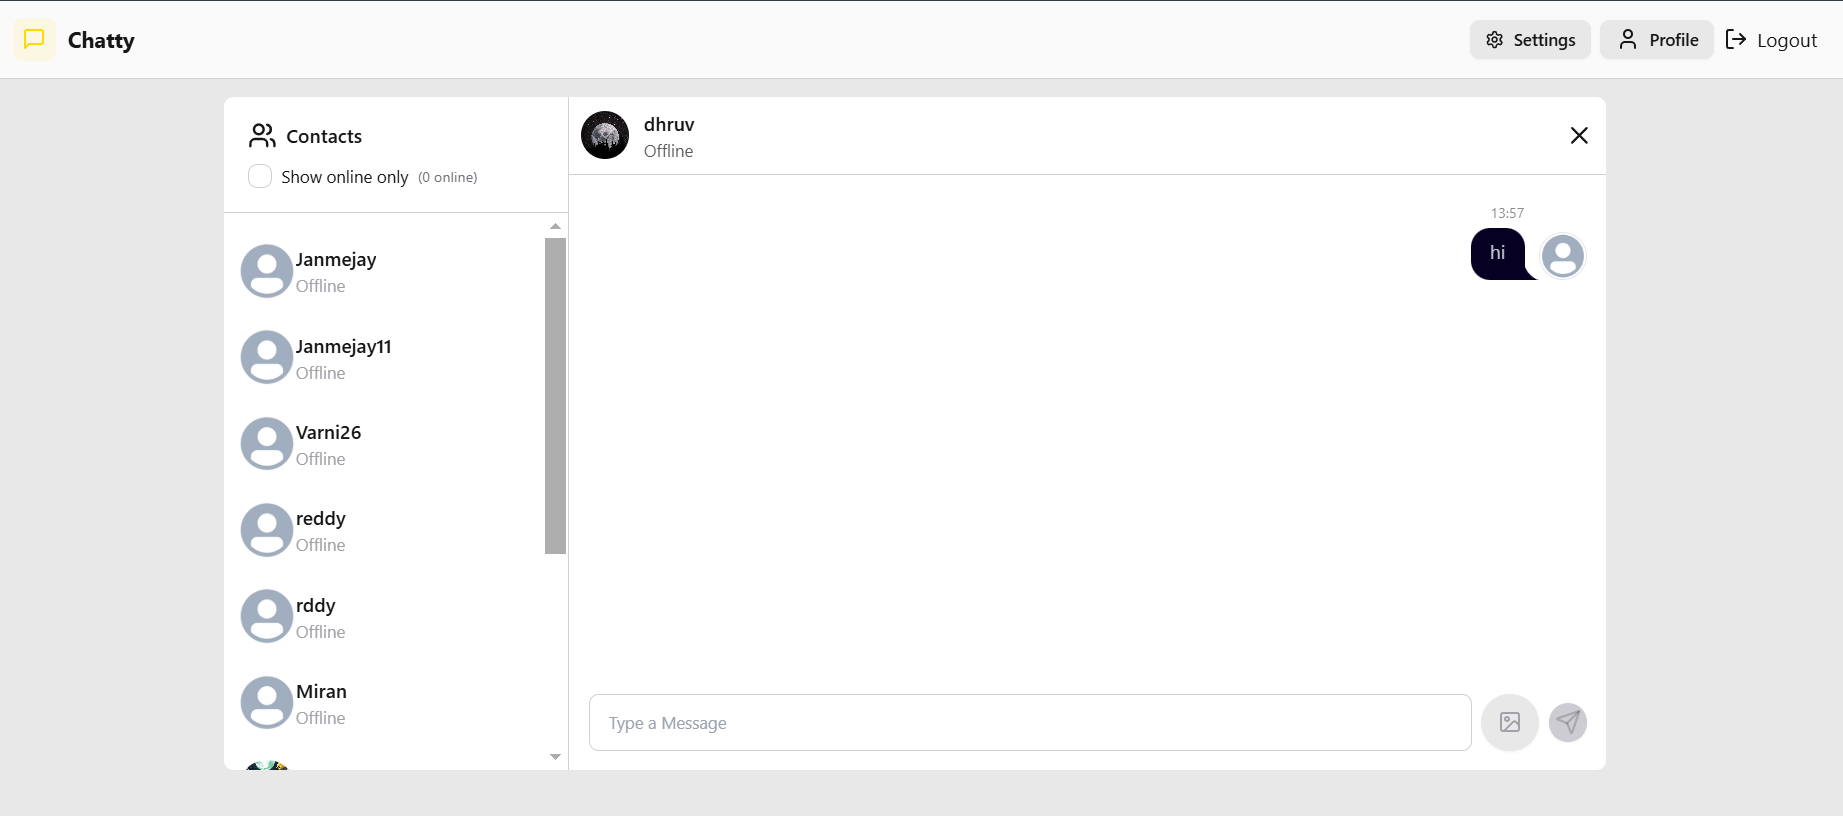 Chatty
Settings
Profile
Logout
Contacts
Show online only (0 online)
Janmejay
Offline
Janmejay11
Offline
Varni26
Offline
reddy
Offline
rddy
Offline
Miran
Offline
dhruv
Offline
13:57
hi
Type a Message